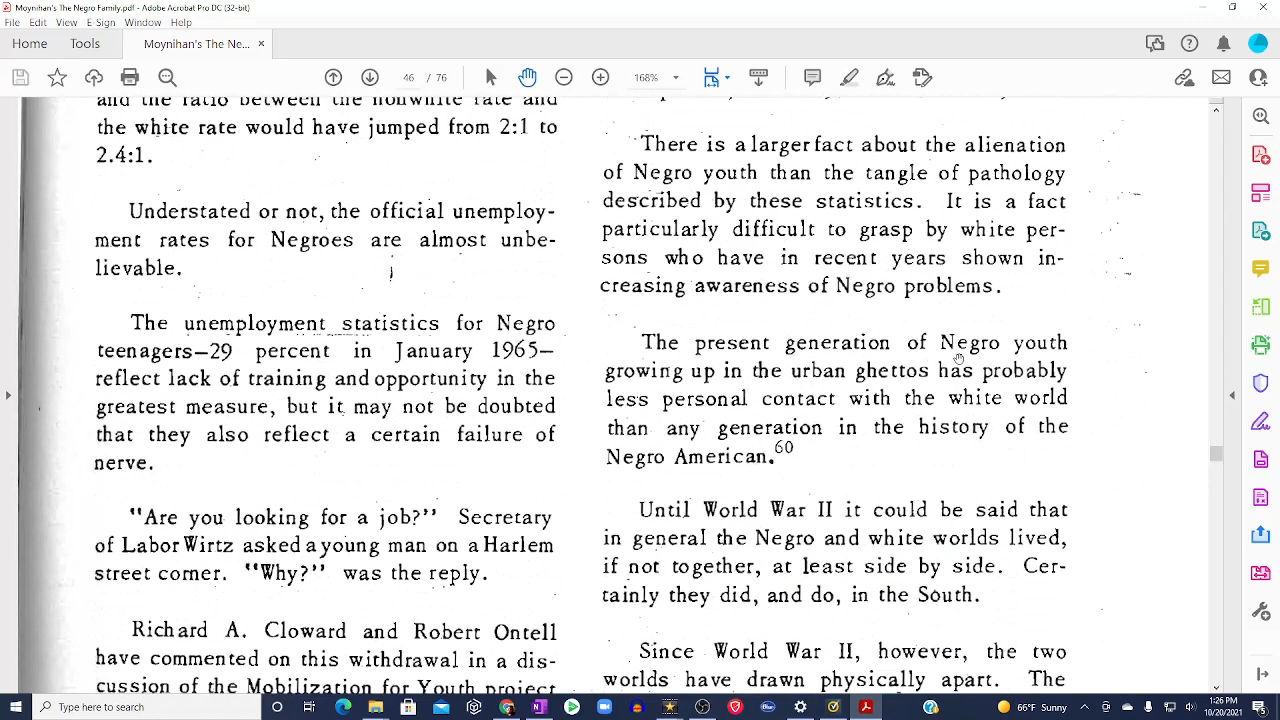 Moynihan's The Negro Family.pdf - Adobe Acrobat Pro DC (32-bit)
File Edit View E-Sign Window Help
Home Tools Moynihan's The Ne... ×
46 / 76 168%
and the ratio between the nonwhite rate and
the white rate would have jumped from 2:1 to
2.4:1.
Understated or not, the official unemploy-
ment rates for Negroes are almost unbe-
lievable.
The unemployment statistics for Negro
teenagers—29 percent in January 1965—
reflect lack of training and opportunity in the
greatest measure, but it may not be doubted
that they also reflect a certain failure of
nerve.
"Are you looking for a job?" Secretary
of Labor Wirtz asked a young man on a Harlem
street corner. "Why?" was the reply.
Richard A. Cloward and Robert Ontell
have commented on this withdrawal in a dis-
cussion of the Mobilization for Youth project
There is a larger fact about the alienation
of Negro youth than the tangle of pathology
described by these statistics. It is a fact
particularly difficult to grasp by white per-
sons who have in recent years shown in-
creasing awareness of Negro problems.
The present generation of Negro youth
growing up in the urban ghettos has probably
less personal contact with the white world
than any generation in the history of the
Negro American.60
Until World War II it could be said that
in general the Negro and white worlds lived,
if not together, at least side by side. Cer-
tainly they did, and do, in the South.
Since World War II, however, the two
worlds have drawn physically apart. The
Type here to search
66°F Sunny
1:26 PM
10/20/2021